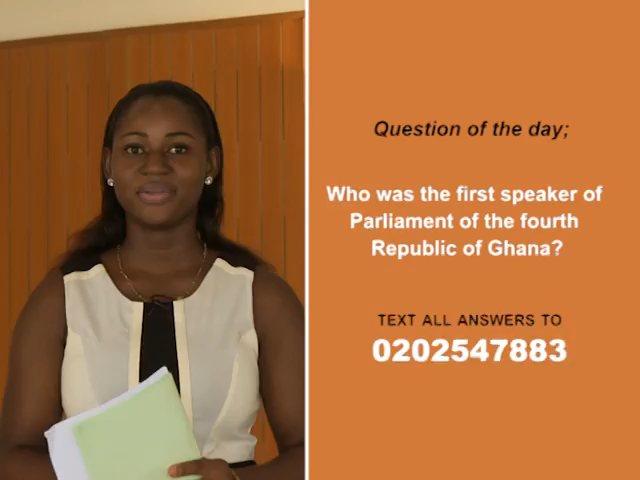 Question of the day;
Who was the first speaker of
Parliament of the fourth
Republic of Ghana?
TEXT ALL ANSWERS TO
0202547883